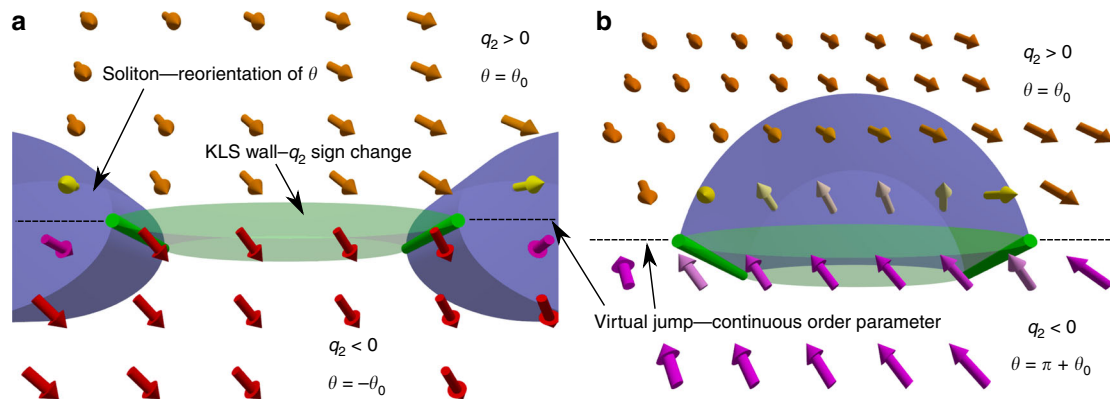 a
q₂ > 0
Soliton—reorientation of θ
θ = θ₀
KLS wall–q₂ sign change
q₂ < 0
θ = −θ₀
b
q₂ > 0
θ = θ₀
Virtual jump—continuous order parameter
q₂ < 0
θ = π + θ₀